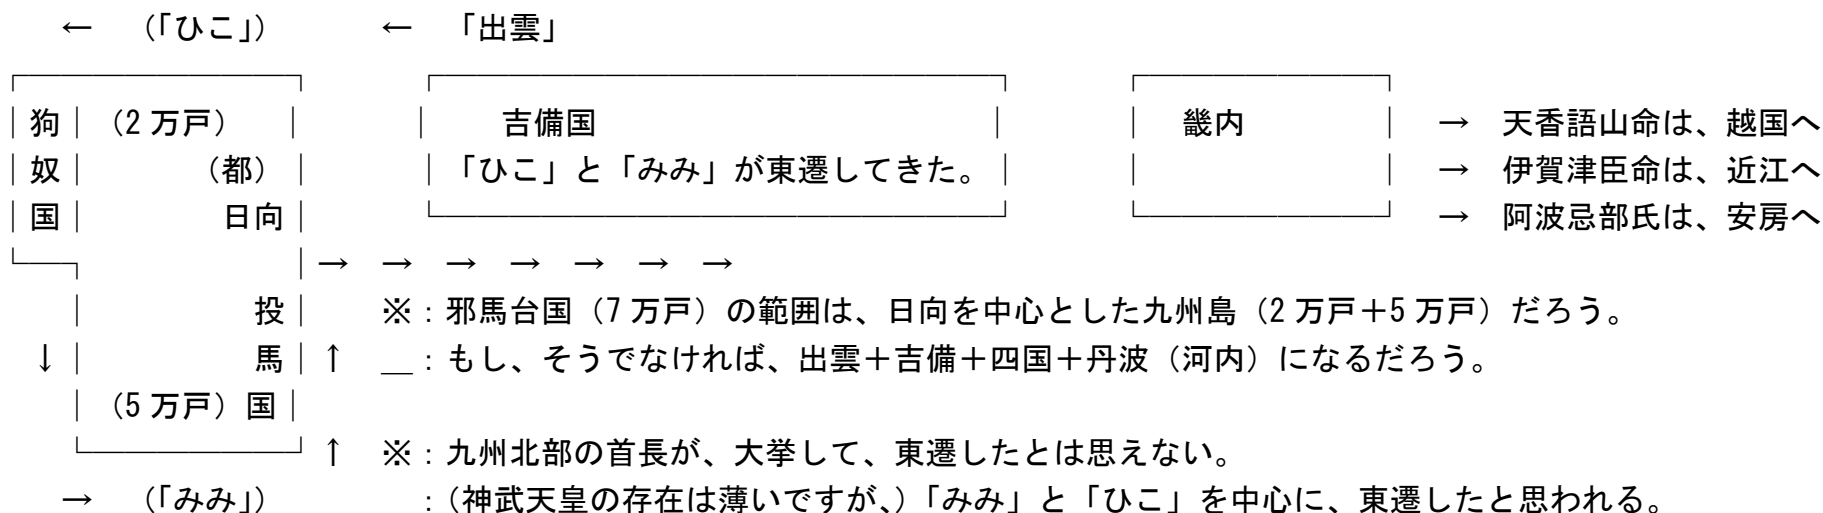 ← （「ひこ」） ← 「出雲」
┌─────────┐ ┌──────────────────┐ ┌────────┐
｜狗｜（2 万戸） ｜ ｜ 吉備国 ｜ ｜ 畿内 ｜ → 天香語山命は、越国へ
｜奴｜ （都）｜ ｜「ひこ」と「みみ」が東遷してきた。｜ ｜ ｜ → 伊賀津臣命は、近江へ
｜国｜ 日向｜ └──────────────────┘ └────────┘ → 阿波忌部氏は、安房へ
└─┐ ｜→ → → → → → →
｜ 投｜ ※：邪馬台国（7 万戸）の範囲は、日向を中心とした九州島（2 万戸＋5 万戸）だろう。
↓｜ 馬｜↑ ＿：もし、そうでなければ、出雲＋吉備＋四国＋丹波（河内）になるだろう。
｜（5 万戸）国｜
└───────┘↑ ※：九州北部の首長が、大挙して、東遷したとは思えない。
→ （「みみ」） ：（神武天皇の存在は薄いですが、）「みみ」と「ひこ」を中心に、東遷したと思われる。